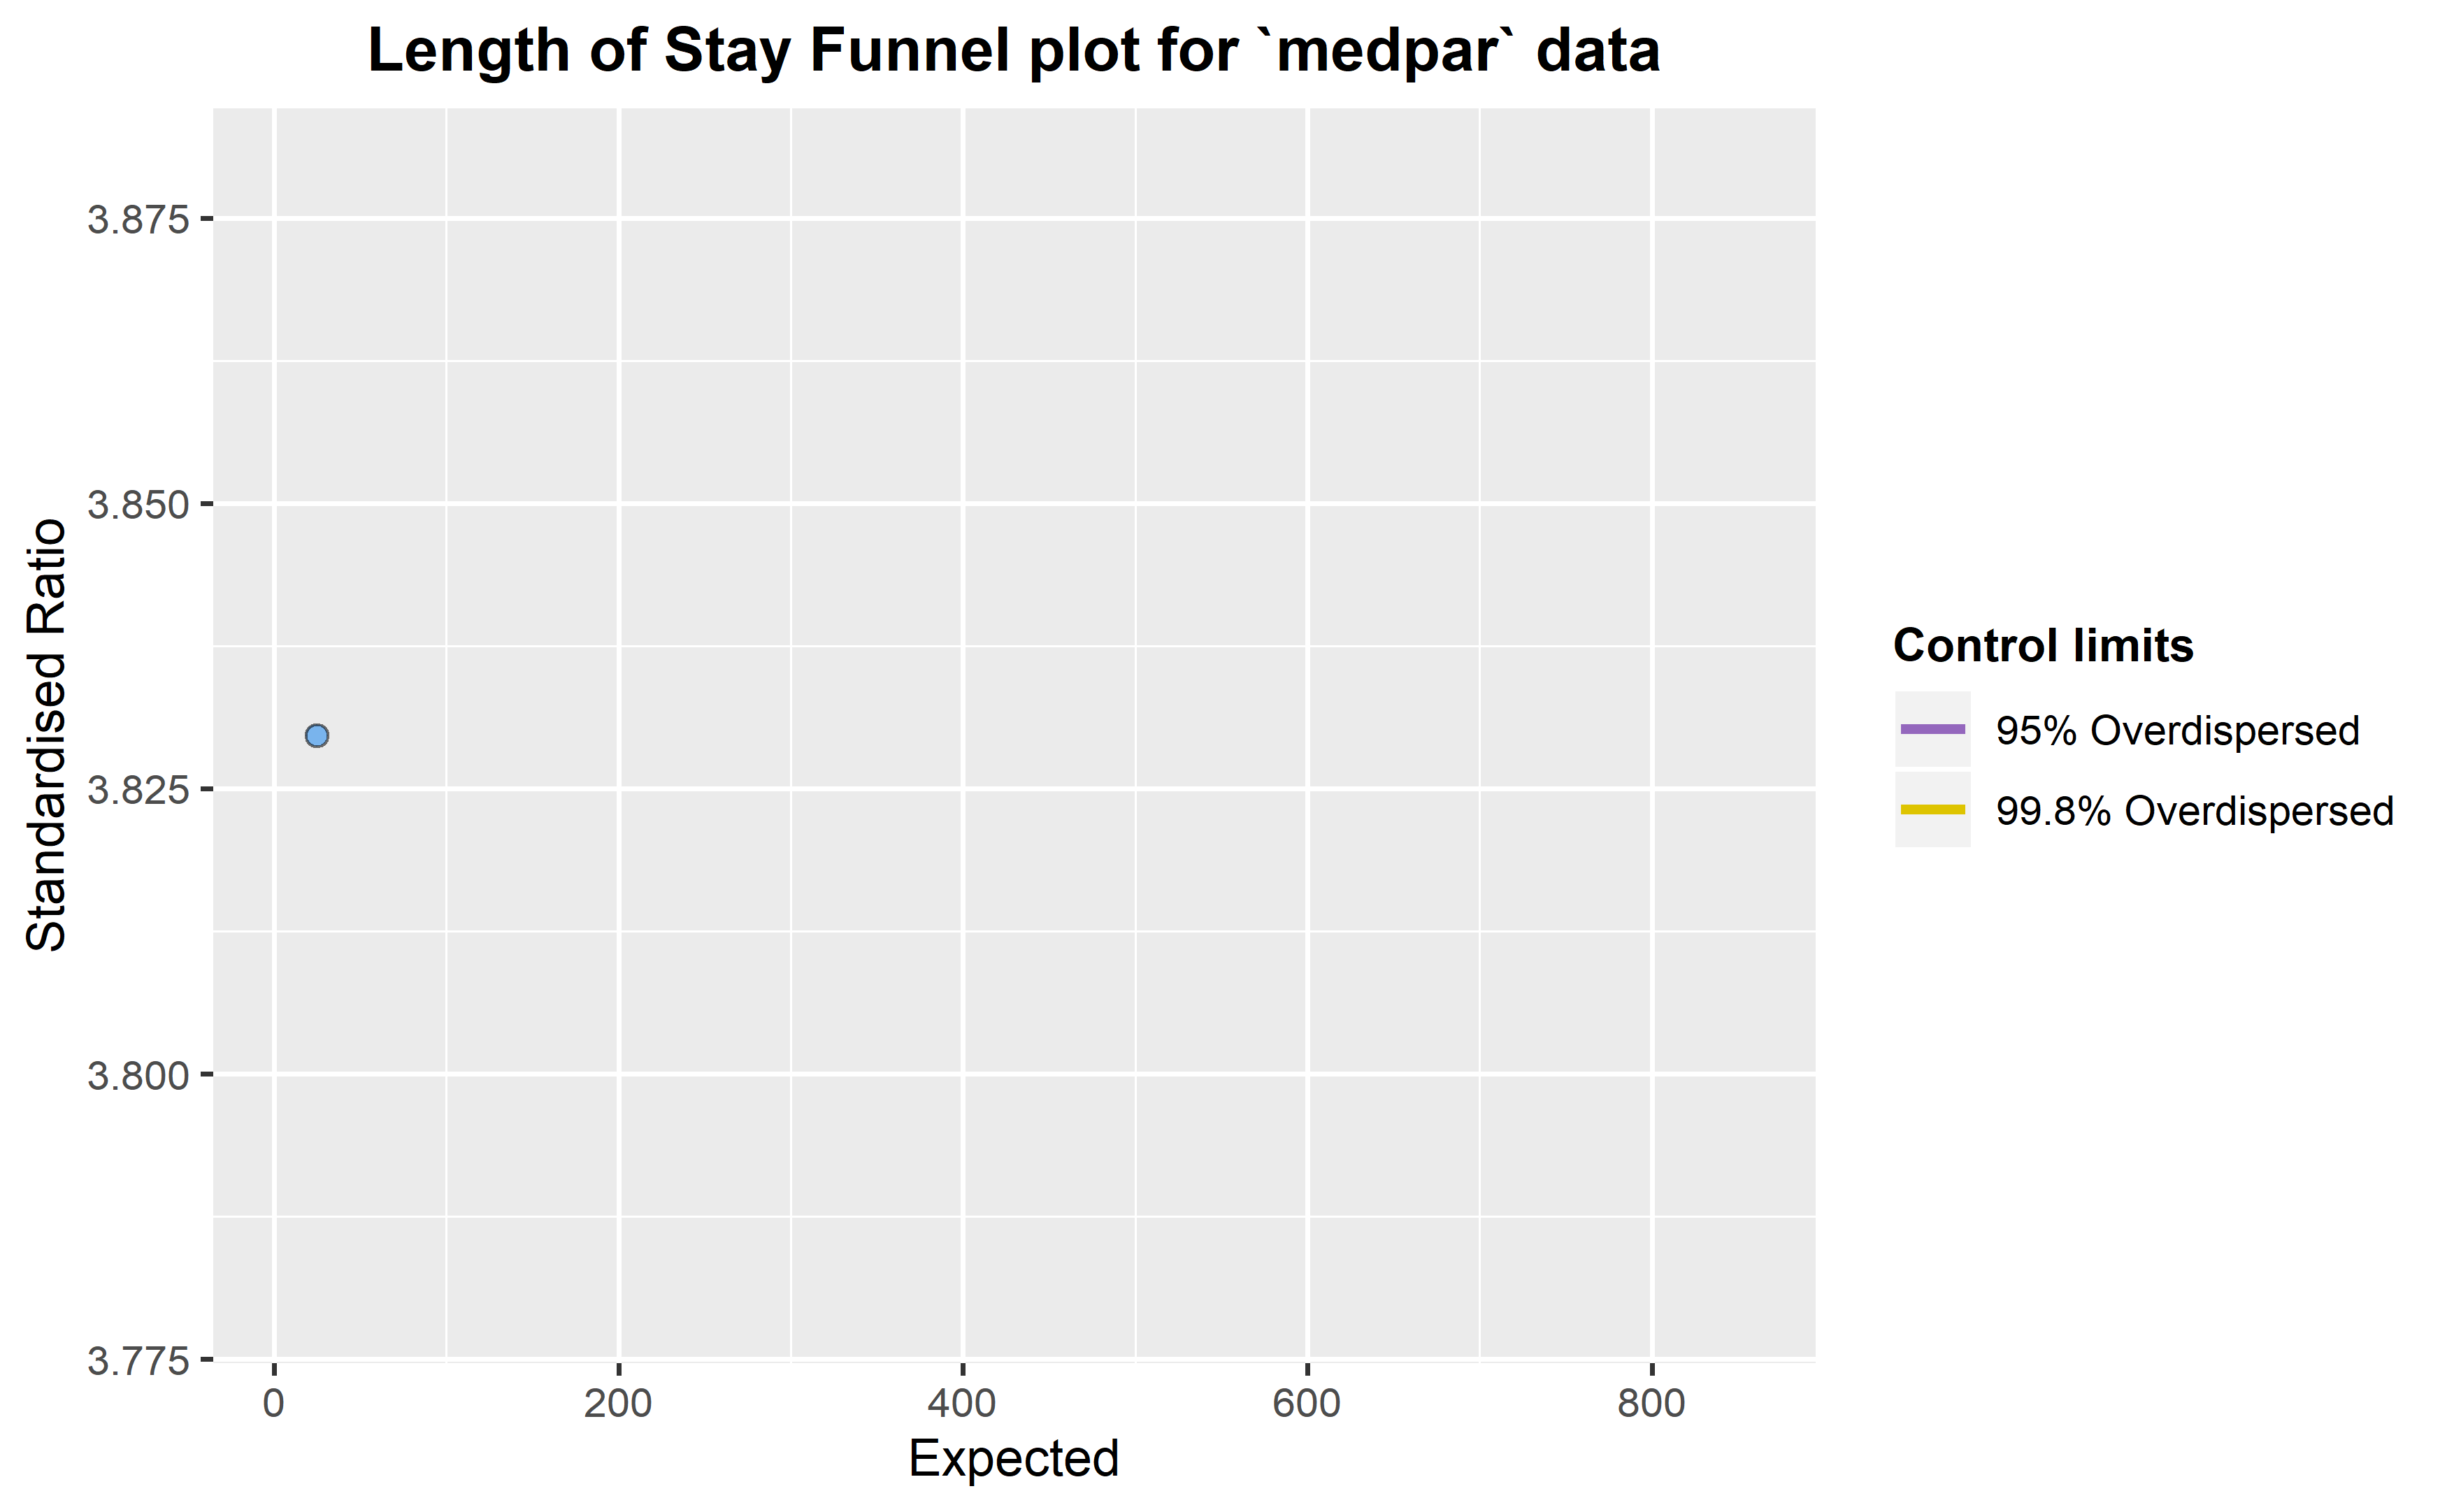 Length of Stay Funnel plot for `medpar` data
Standardised Ratio
3.875
3.850
3.825
3.800
3.775
0 200 400 600 800
Expected
Control limits
95% Overdispersed
99.8% Overdispersed